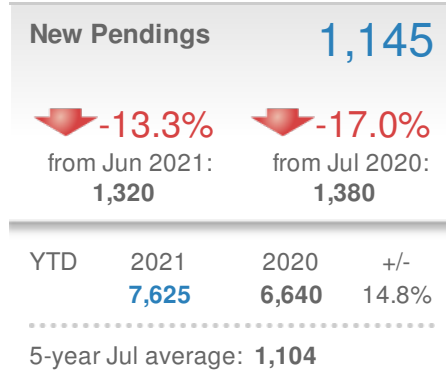 New Pendings 1,145
-13.3% -17.0%
from Jun 2021: from Jul 2020:
1,320 1,380
YTD 2021 2020 +/-
7,625 6,640 14.8%
5-year Jul average: 1,104